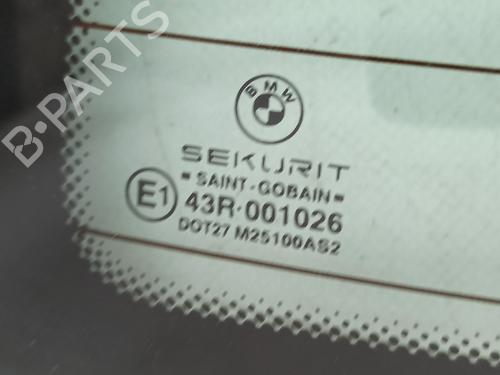 B-PARTS
BMW
SEKURIT
SAINT-GOBAIN
E1
43R-001026
DOT27 M25100AS2